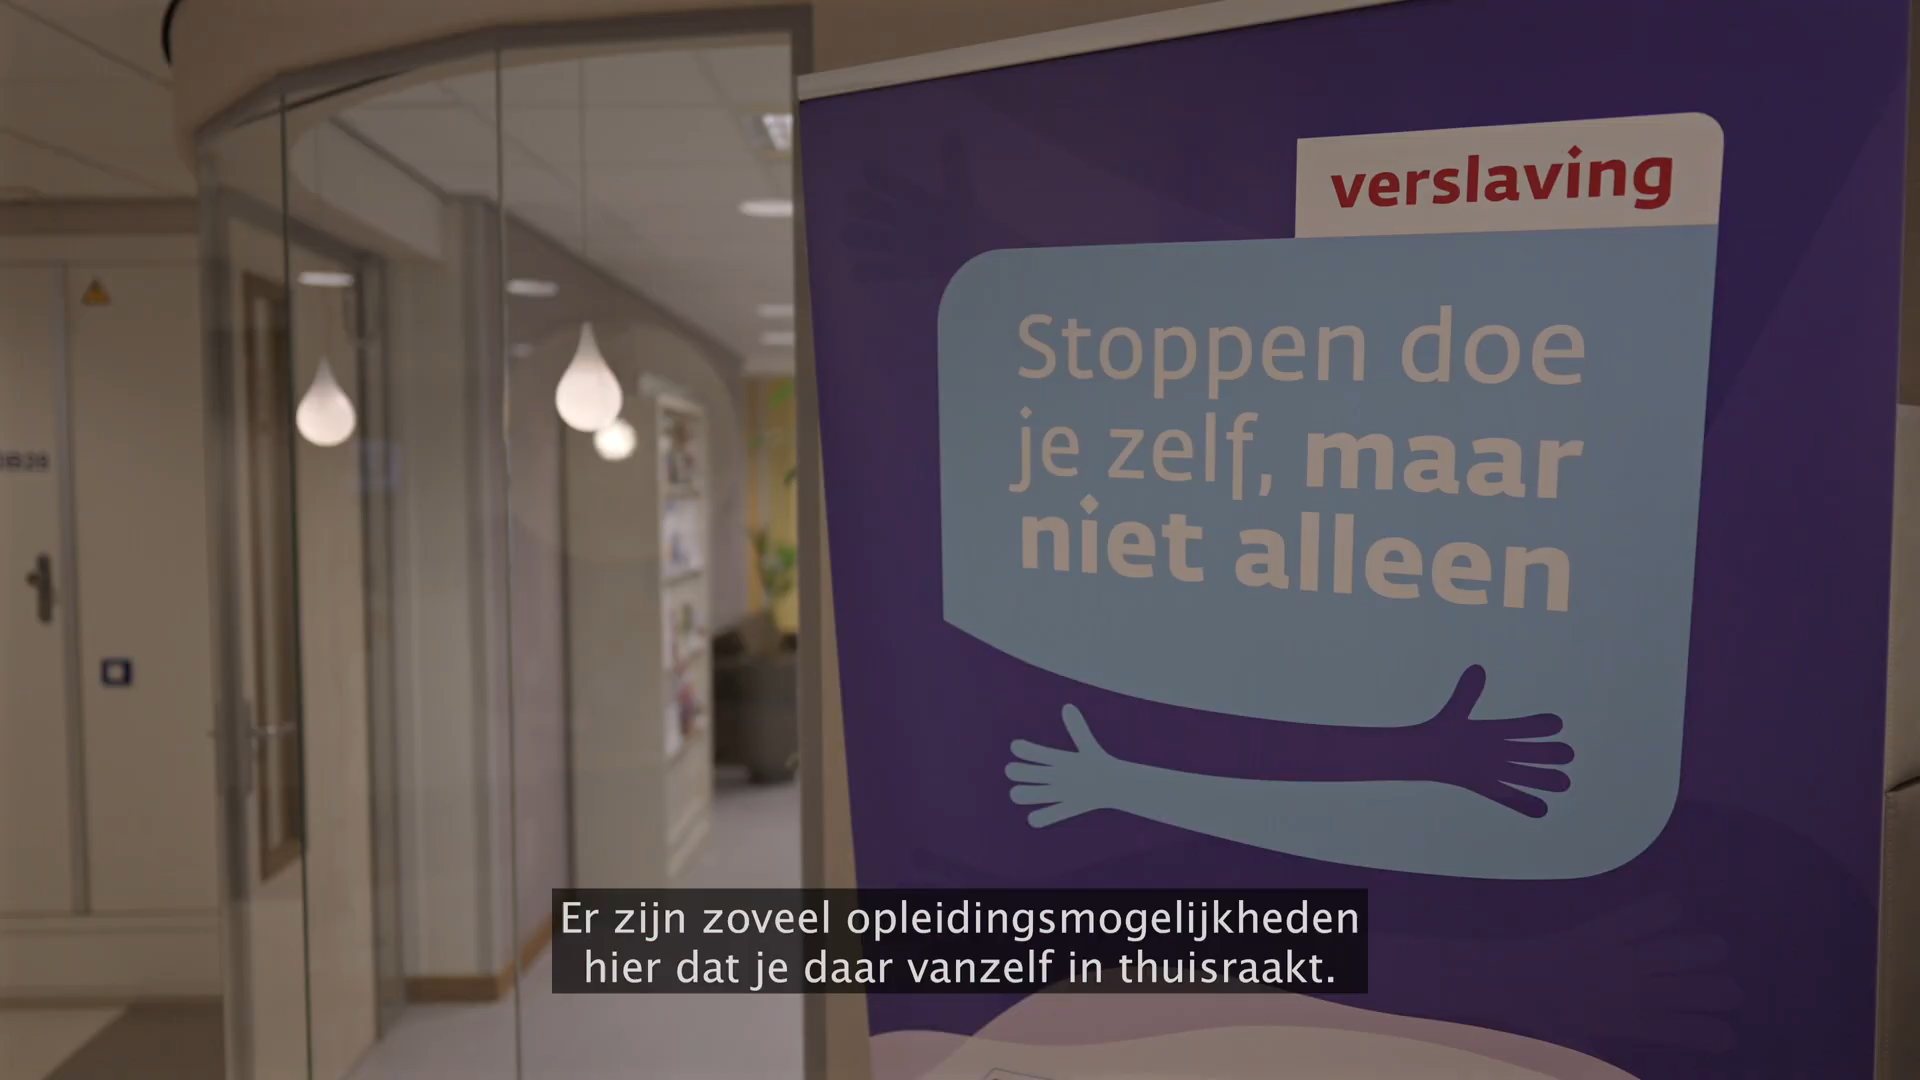 verslaving
Stoppen doe
je zelf, maar
niet alleen
Er zijn zoveel opleidingsmogelijkheden
hier dat je daar vanzelf in thuisraakt.